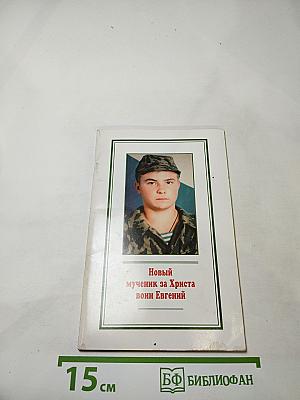 Новый
мученик за Христа
воин Евгений
15 см
БФ БИБЛИОФАН